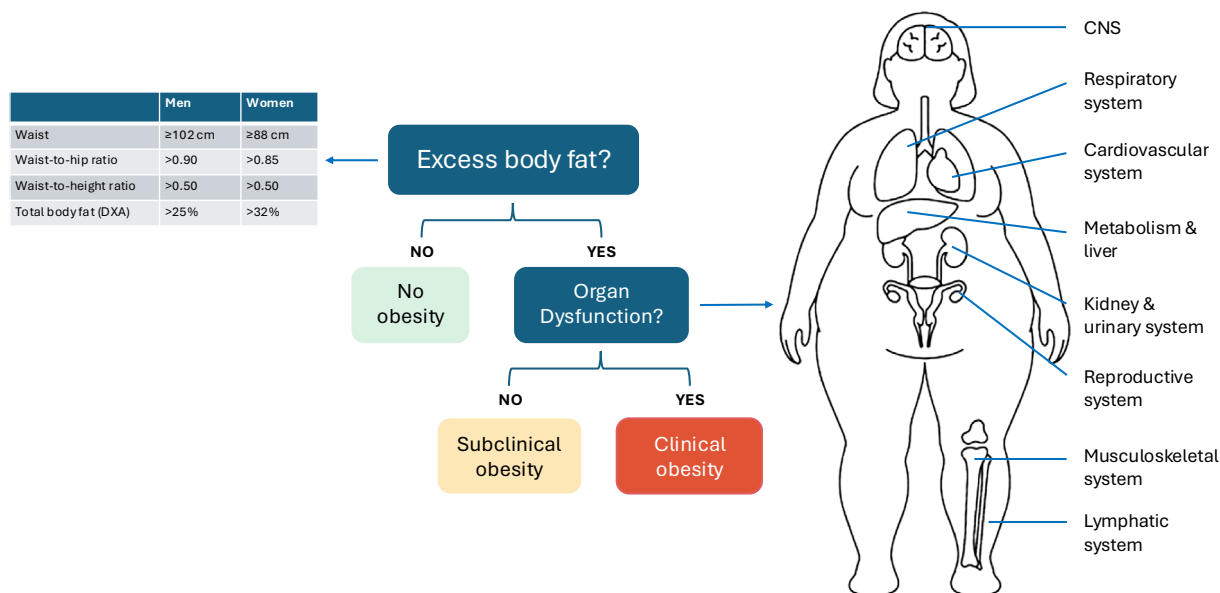 Men Women
Waist ≥102 cm ≥88 cm
Waist-to-hip ratio >0.90 >0.85
Waist-to-height ratio >0.50 >0.50
Total body fat (DXA) >25% >32%
Excess body fat?
NO YES
No
obesity
Organ
Dysfunction?
NO YES
Subclinical
obesity
Clinical
obesity
CNS
Respiratory
system
Cardiovascular
system
Metabolism &
liver
Kidney &
urinary system
Reproductive
system
Musculoskeletal
system
Lymphatic
system